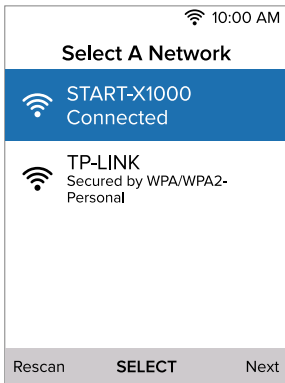 10:00 AM
Select A Network
START-X1000
Connected
TP-LINK
Secured by WPA/WPA2-
Personal
Rescan SELECT Next